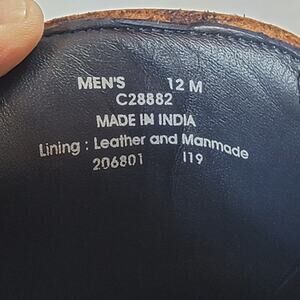 MEN'S 12 M
C28882
MADE IN INDIA
Lining : Leather and Manmade
206801 I19